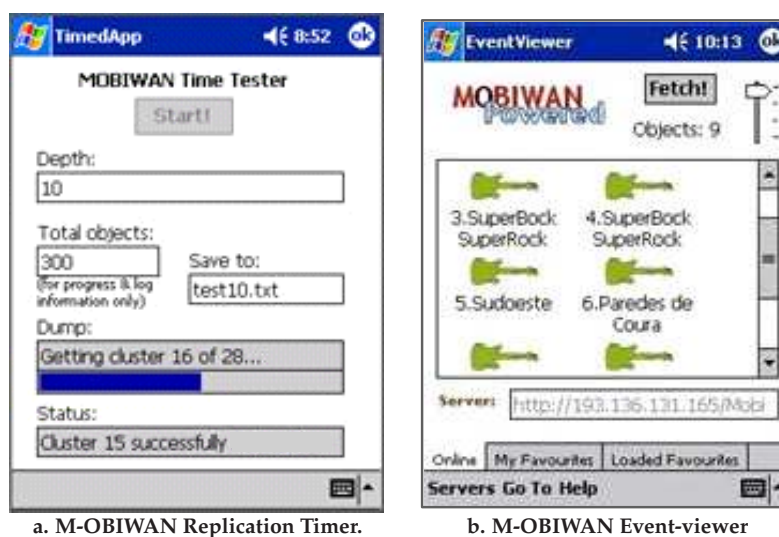 TimedApp
8:52
ok
MOBIWAN Time Tester
Start!
Depth:
10
Total objects:
300
(for progress & log
information only)
Save to:
test10.txt
Dump:
Getting cluster 16 of 28...
Status:
Cluster 15 successfully
a. M-OBIWAN Replication Timer.
EventViewer
10:13
ok
MOBIWAN
Powered
Fetch!
Objects: 9
3.SuperBock
SuperRock
4.SuperBock
SuperRock
5.Sudoeste
6.Paredes de
Coura
Server:
http://193.136.131.165/Mobi
Online
My Favourites
Loaded Favourites
Servers Go To Help
b. M-OBIWAN Event-viewer